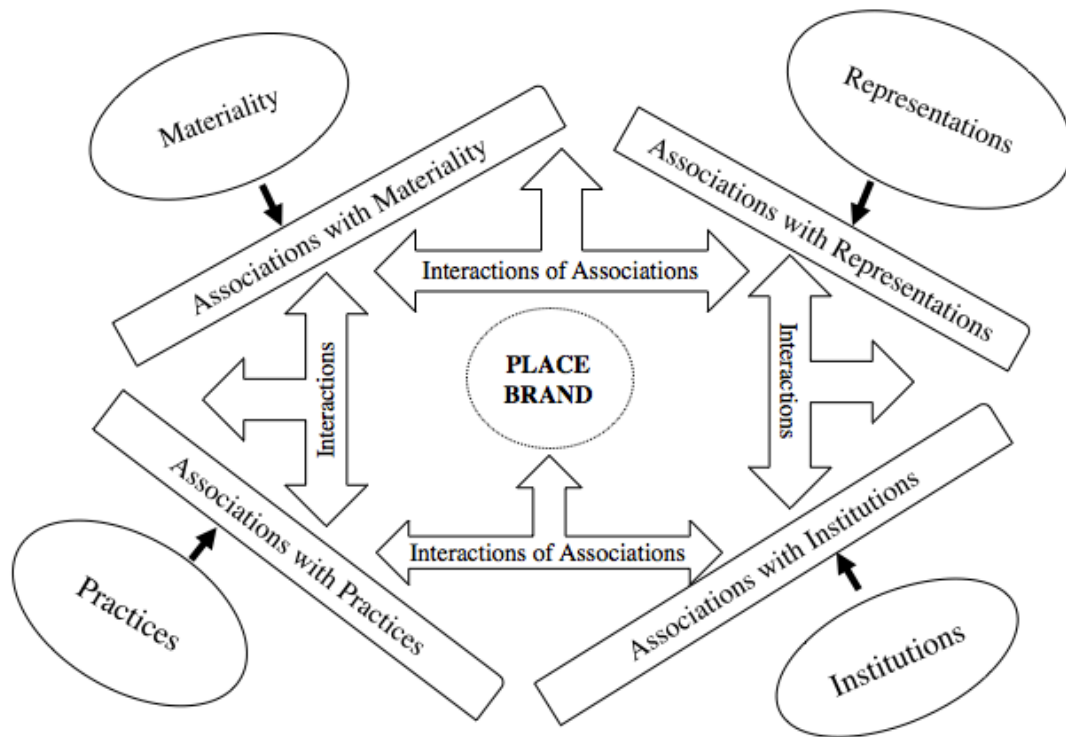 Materiality
Representations
Associations with Materiality
Associations with Representations
Interactions of Associations
Interactions
PLACE
BRAND
Interactions
Associations with Practices
Interactions of Associations
Associations with Institutions
Practices
Institutions